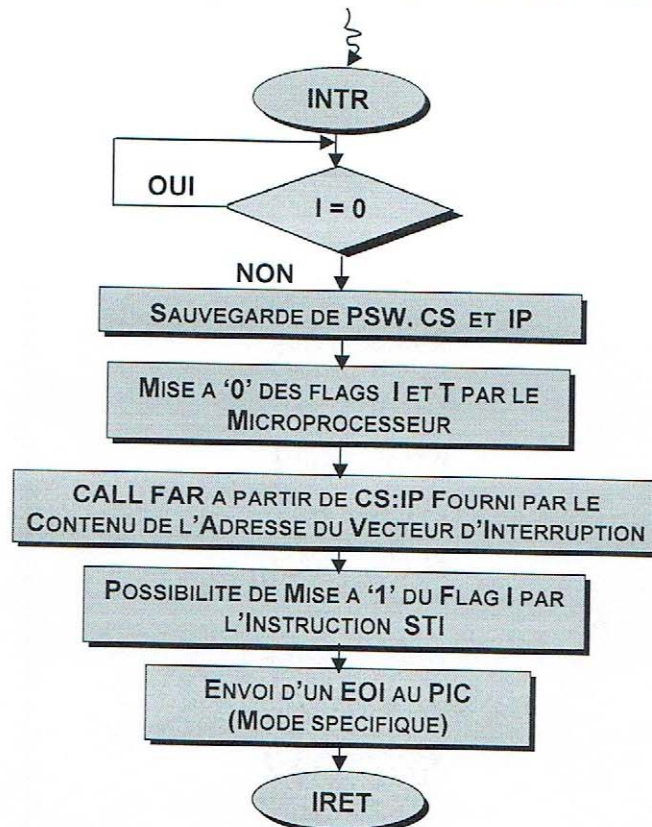 INTR
OUI
I = 0
NON
SAUVEGARDE DE PSW. CS ET IP
MISE A ‘0’ DES FLAGS I ET T PAR LE
MICROPROCESSEUR
CALL FAR A PARTIR DE CS:IP FOURNI PAR LE
CONTENU DE L'ADRESSE DU VECTEUR D'INTERRUPTION
POSSIBILITE DE MISE A ‘1’ DU FLAG I PAR
L'INSTRUCTION STI
ENVOI D'UN EOI AU PIC
(MODE SPECIFIQUE)
IRET